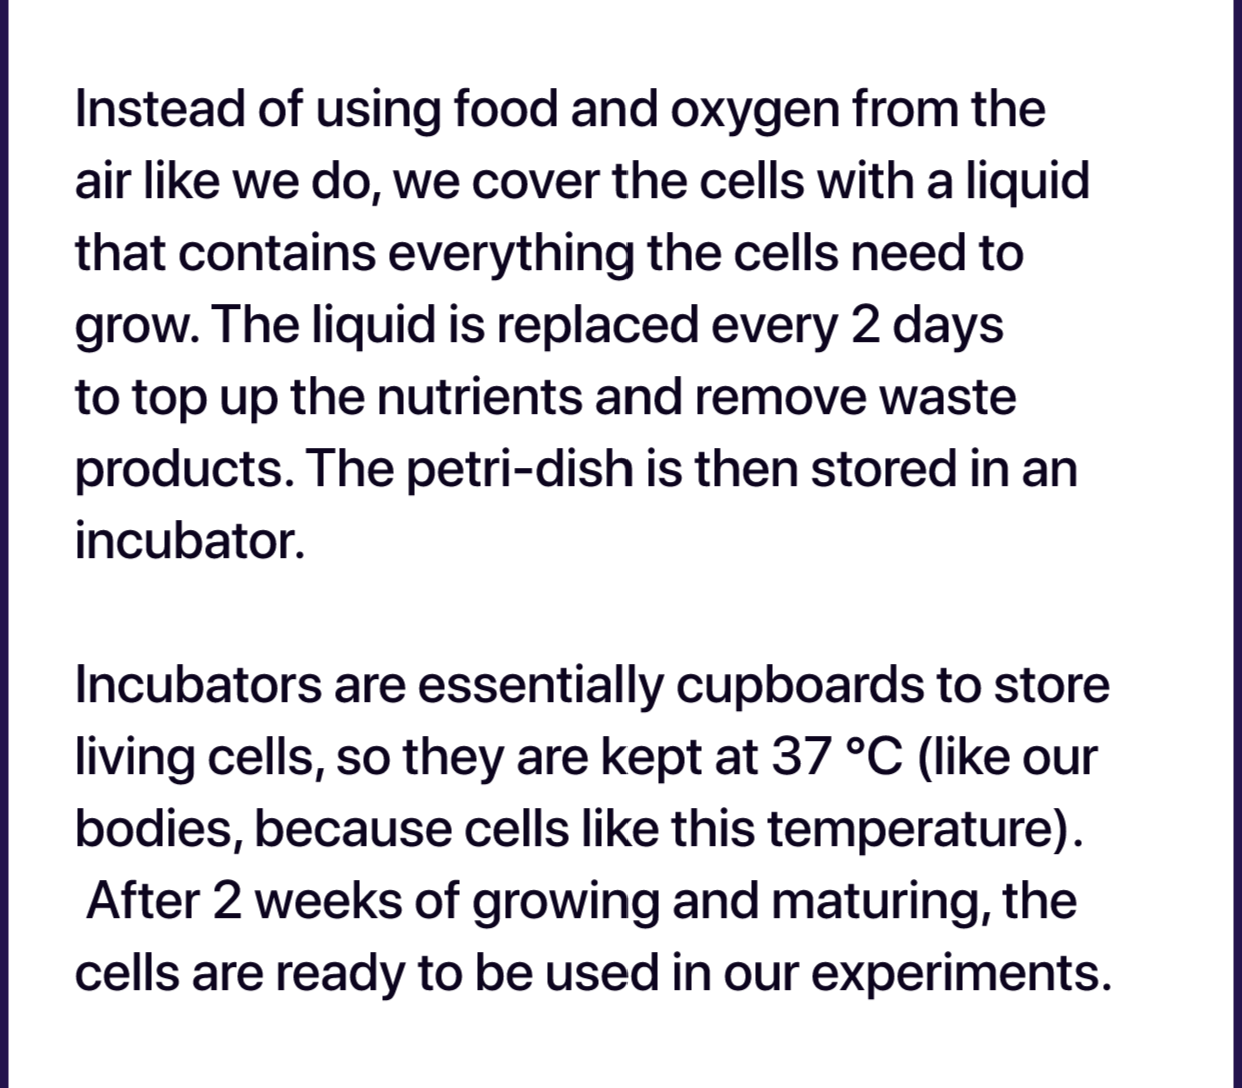 Instead of using food and oxygen from the
air like we do, we cover the cells with a liquid
that contains everything the cells need to
grow. The liquid is replaced every 2 days
to top up the nutrients and remove waste
products. The petri-dish is then stored in an
incubator.
Incubators are essentially cupboards to store
living cells, so they are kept at 37 °C (like our
bodies, because cells like this temperature).
After 2 weeks of growing and maturing, the
cells are ready to be used in our experiments.